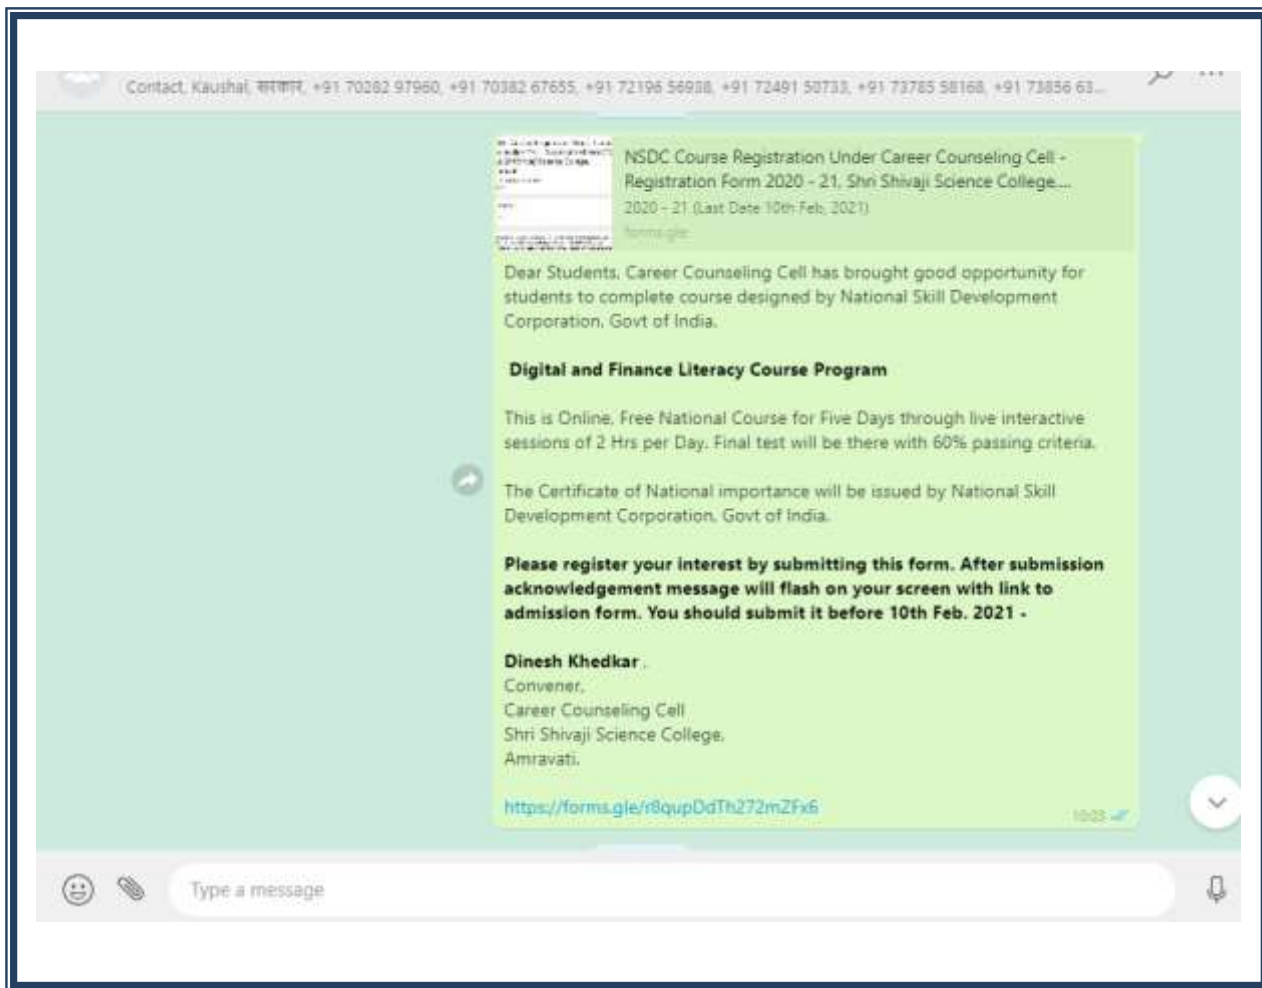 Contact, Kaushal, सरकार, +91 70282 97960, +91 70382 67655, +91 72196 56938, +91 72491 50733, +91 73785 58168, +91 73856 63...
NSDC Course Registration Under Career Counseling Cell -
Registration Form 2020 - 21, Shri Shivaji Science College....
2020 - 21 (Last Date 10th Feb, 2021)
forms.gle
Dear Students, Career Counseling Cell has brought good opportunity for
students to complete course designed by National Skill Development
Corporation, Govt of India.
Digital and Finance Literacy Course Program
This is Online, Free National Course for Five Days through live interactive
sessions of 2 Hrs per Day. Final test will be there with 60% passing criteria.
The Certificate of National importance will be issued by National Skill
Development Corporation, Govt of India.
Please register your interest by submitting this form. After submission
acknowledgement message will flash on your screen with link to
admission form. You should submit it before 10th Feb. 2021 -
Dinesh Khedkar .
Convener,
Career Counseling Cell
Shri Shivaji Science College,
Amravati.
https://forms.gle/r8qupDdTh272mZFx6
10:23
Type a message